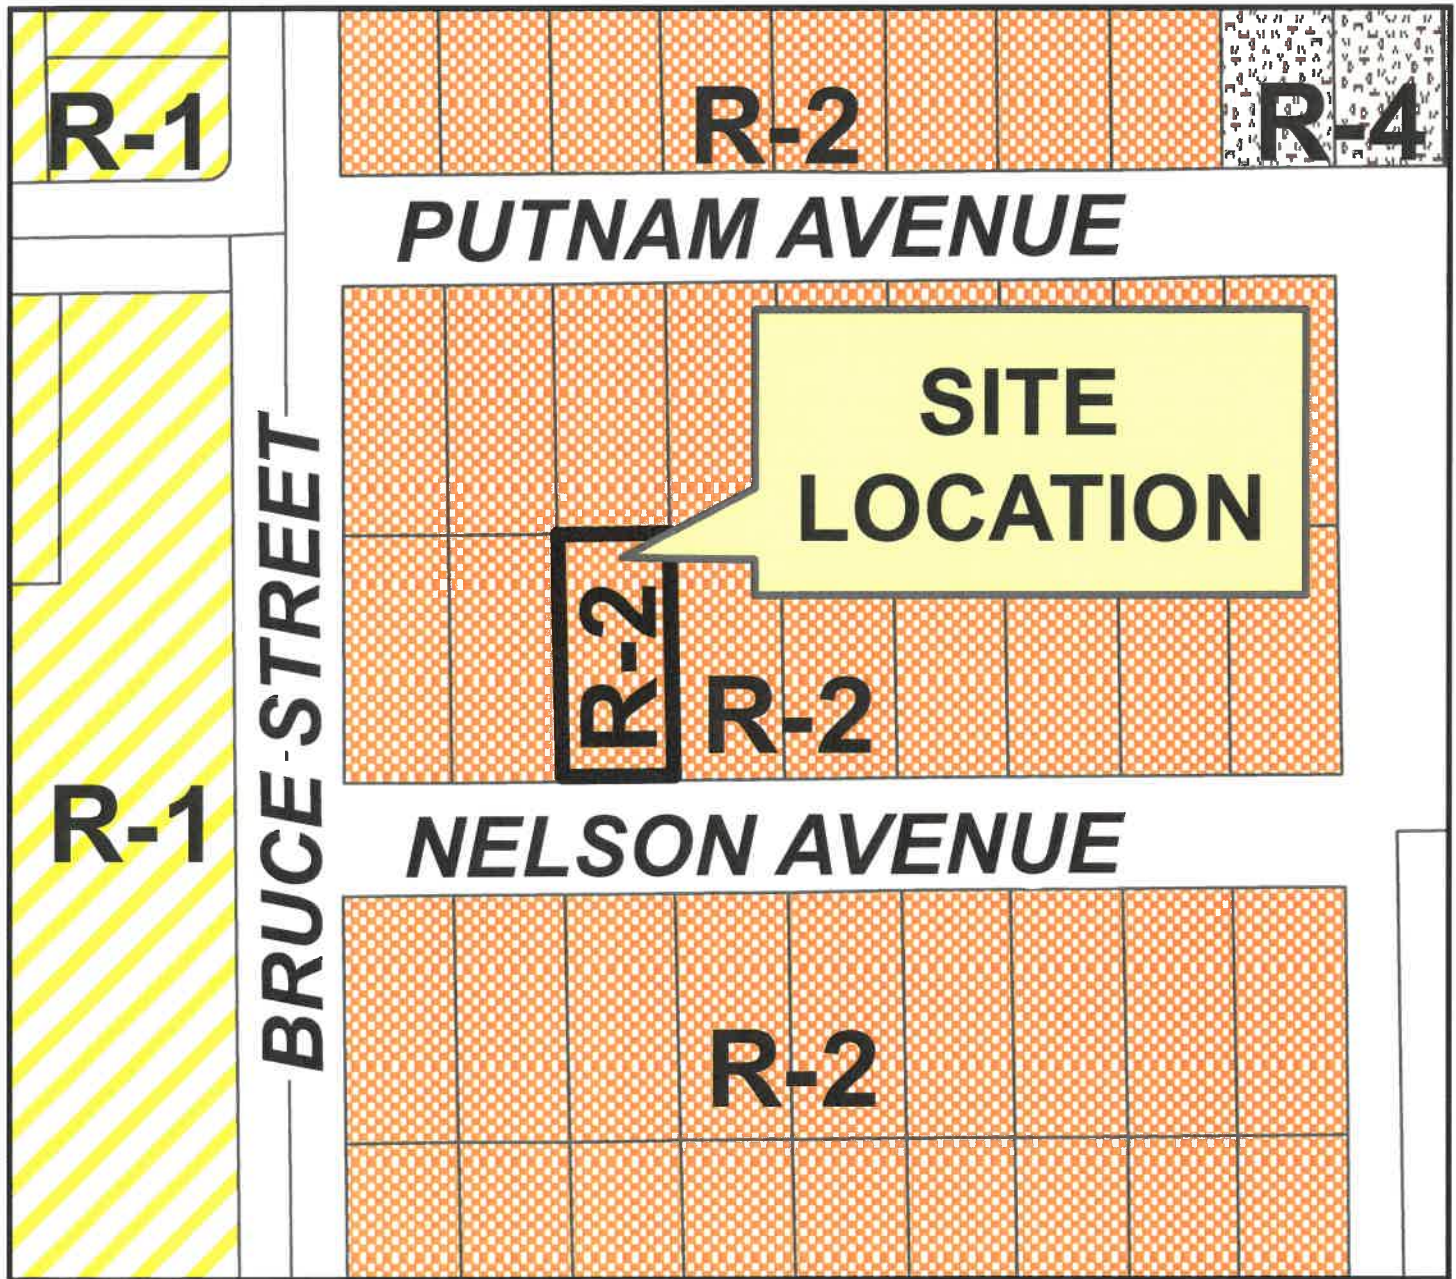 R-1
R-2
R-4
PUTNAM AVENUE
SITE
LOCATION
R-2
R-2
BRUCE STREET
R-1
NELSON AVENUE
R-2